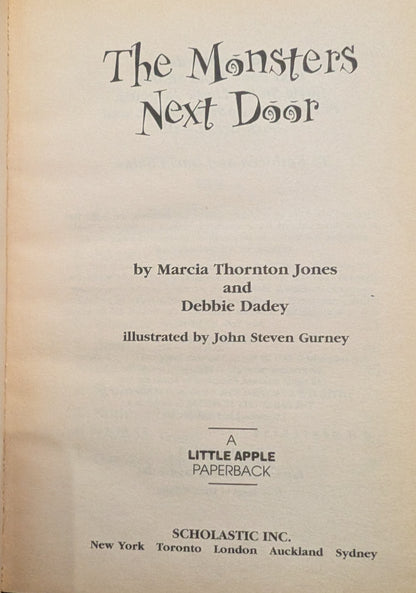 The Monsters
Next Door
by Marcia Thornton Jones
and
Debbie Dadey
illustrated by John Steven Gurney
A
LITTLE APPLE
PAPERBACK
SCHOLASTIC INC.
New York Toronto London Auckland Sydney